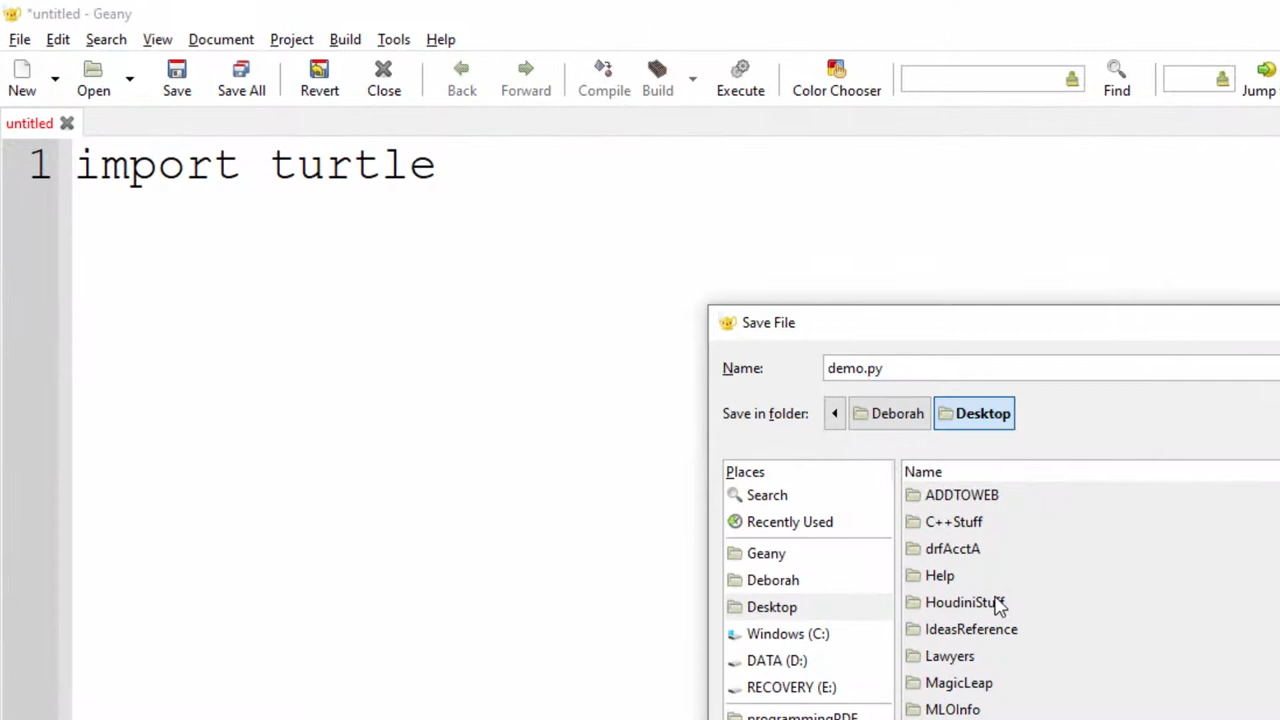 *untitled - Geany
File Edit Search View Document Project Build Tools Help
New Open Save Save All Revert Close Back Forward Compile Build Execute Color Chooser Find Jump
untitled
1 import turtle
Save File
Name: demo.py
Save in folder: Deborah Desktop
Places
Search
Recently Used
Geany
Deborah
Desktop
Windows (C:)
DATA (D:)
RECOVERY (E:)
programmingPDF
Name
ADDTOWEB
C++Stuff
drfAcctA
Help
HoudiniStuff
IdeasReference
Lawyers
MagicLeap
MLOInfo